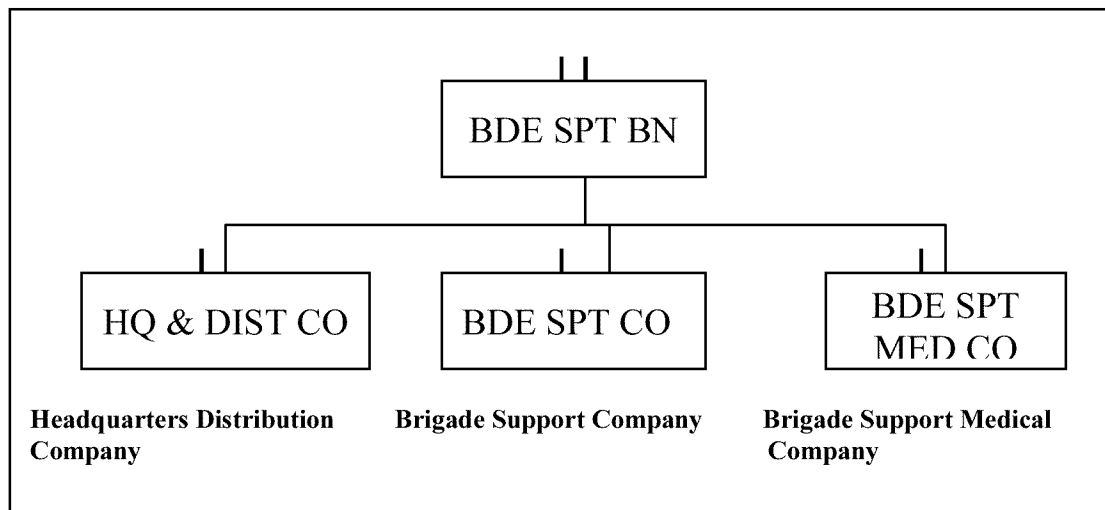 BDE SPT BN
HQ & DIST CO
BDE SPT CO
BDE SPT
MED CO
Headquarters Distribution
Company
Brigade Support Company
Brigade Support Medical
Company